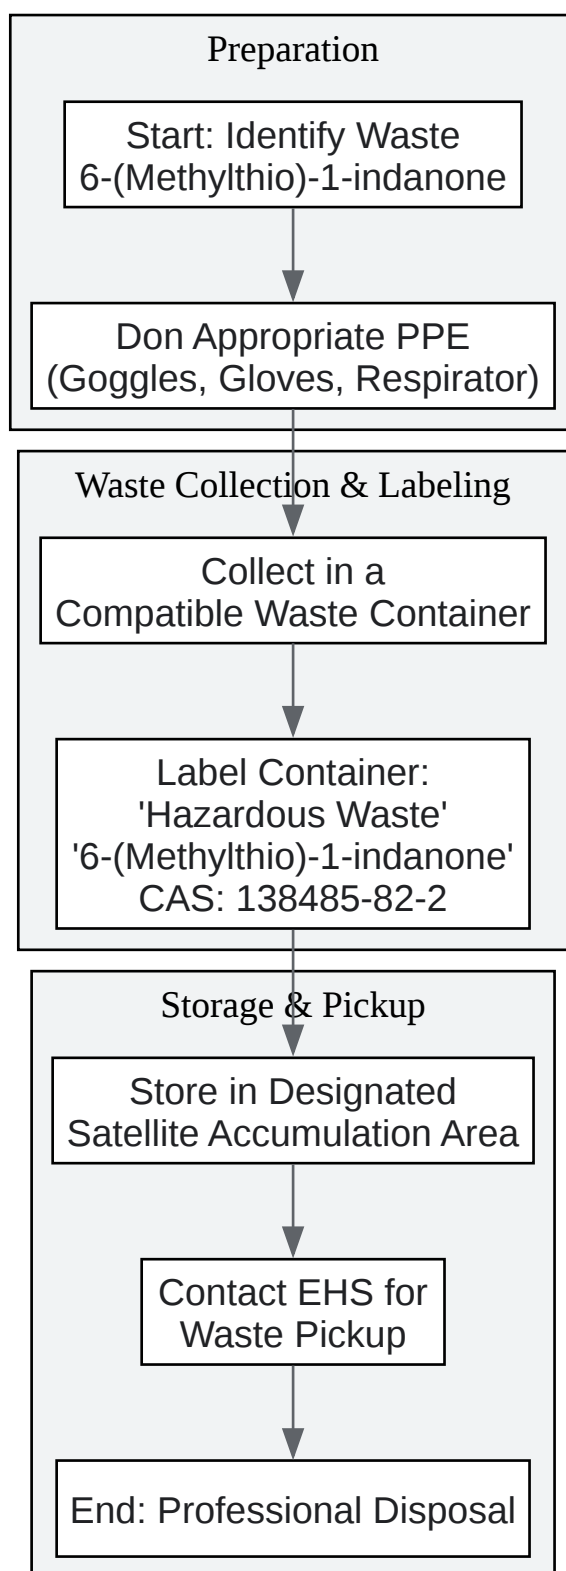 Preparation
Start: Identify Waste
6-(Methylthio)-1-indanone
Don Appropriate PPE
(Goggles, Gloves, Respirator)
Waste Collection & Labeling
Collect in a
Compatible Waste Container
Label Container:
'Hazardous Waste'
'6-(Methylthio)-1-indanone'
CAS: 138485-82-2
Storage & Pickup
Store in Designated
Satellite Accumulation Area
Contact EHS for
Waste Pickup
End: Professional Disposal